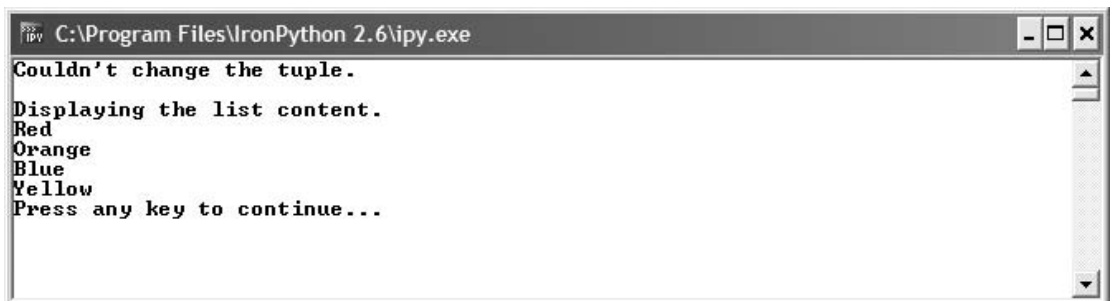 C:\Program Files\IronPython 2.6\ipy.exe
Couldn't change the tuple.
Displaying the list content.
Red
Orange
Blue
Yellow
Press any key to continue...